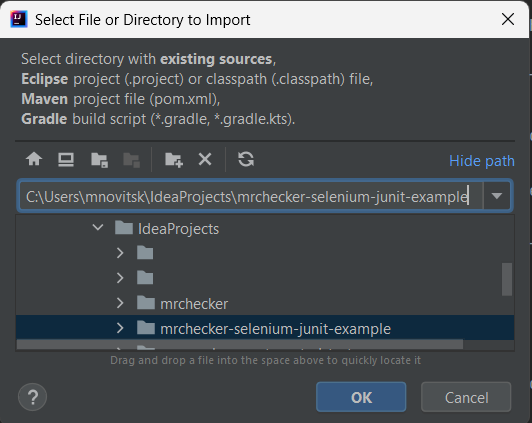 Select File or Directory to Import
Select directory with existing sources,
Eclipse project (.project) or classpath (.classpath) file,
Maven project file (pom.xml),
Gradle build script (*.gradle, *.gradle.kts).
Hide path
C:\Users\mnovitsk\IdeaProjects\mrchecker-selenium-junit-example
IdeaProjects
mrchecker
mrchecker-selenium-junit-example
Drag and drop a file into the space above to quickly locate it
? OK Cancel